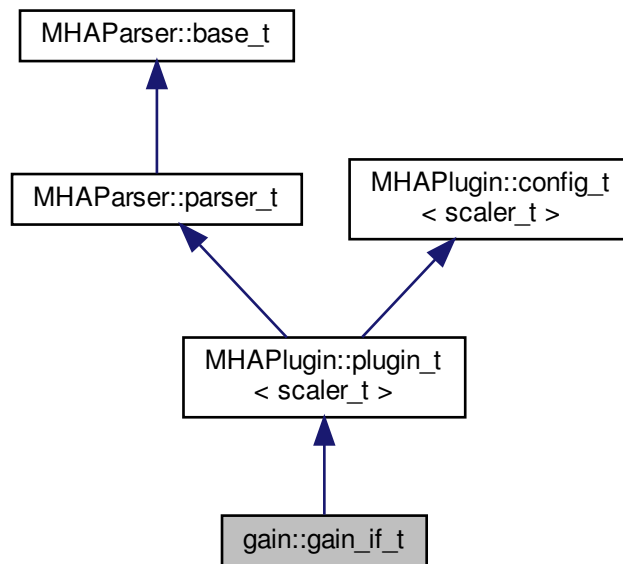 MHAParser::base_t
MHAParser::parser_t
MHAPlugin::config_t
< scaler_t >
MHAPlugin::plugin_t
< scaler_t >
gain::gain_if_t